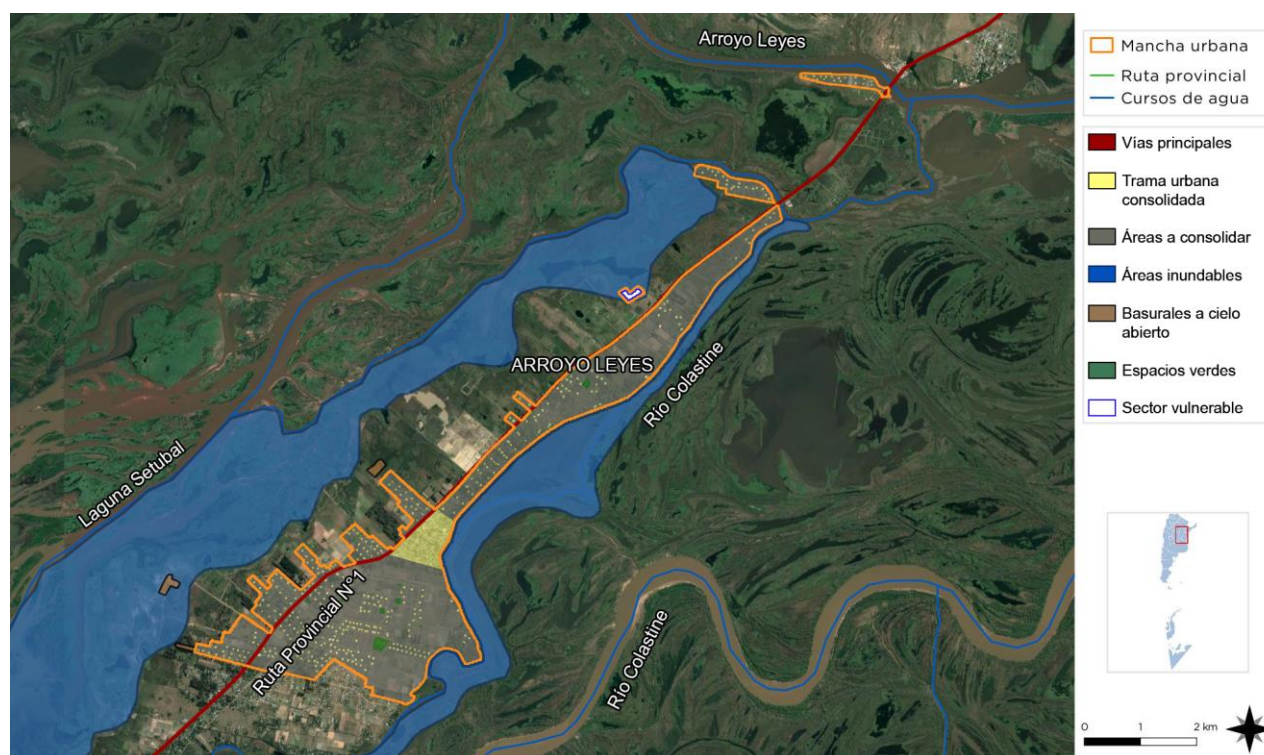 Arroyo Leyes
ARROYO LEYES
Río Colastine
Laguna Setubal
Ruta Provincial N°1
Río Colastine
Mancha urbana
Ruta provincial
Cursos de agua
Vías principales
Trama urbana
consolidada
Áreas a consolidar
Áreas inundables
Basurales a cielo
abierto
Espacios verdes
Sector vulnerable
0 1 2 km